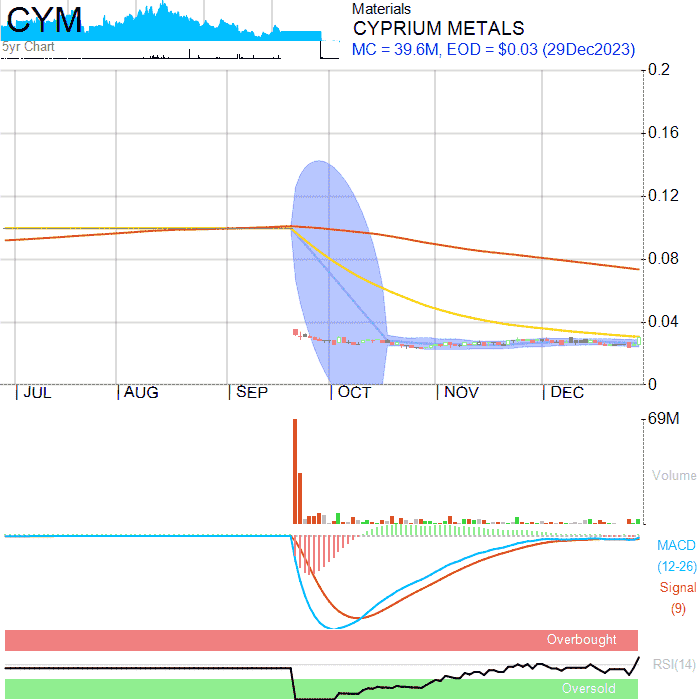 CYM
5yr Chart
Materials
CYPRIUM METALS
MC = 39.6M, EOD = $0.03 (29Dec2023)
0.2
0.16
0.12
0.08
0.04
0
JUL AUG SEP OCT NOV DEC
69M
Volume
MACD
(12-26)
Signal
(9)
Overbought
RSI(14)
Oversold